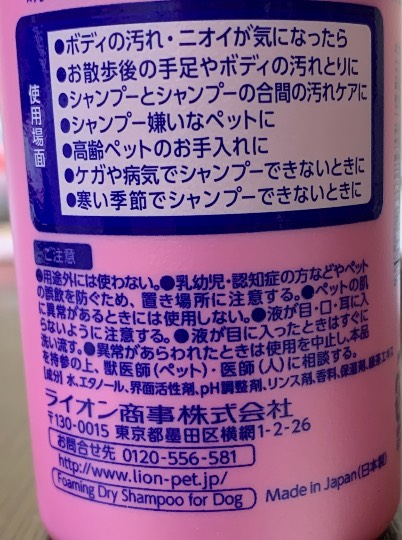 使用場面
●ボディの汚れ・ニオイが気になったら
●お散歩後の手足やボディの汚れとりに
●シャンプーとシャンプーの合間の汚れケアに
●シャンプー嫌いなペットに
●高齢ペットのお手入れに
●ケガや病気でシャンプーできないときに
●寒い季節でシャンプーできないときに
ご注意
●用途外には使わない。●乳幼児・認知症の方などやペット
の誤飲を防ぐため、置き場所に注意する。●ペットの肌
に異常があるときには使用しない。●液が目・口・耳に入
らないように注意する。●液が目に入ったときはすぐに
洗い流す。●異常があらわれたときは使用を中止し、本品
を持参の上、獣医師(ペット)・医師(人)に相談する。
[成分] 水、エタノール、界面活性剤、pH調整剤、リンス剤、香料、保湿剤、緑茶エキス
ライオン商事株式会社
〒130-0015 東京都墨田区横網1-2-26
お問合せ先 0120-556-581
http://www.lion-pet.jp/
Foaming Dry Shampoo for Dog
Made in Japan(日本製)